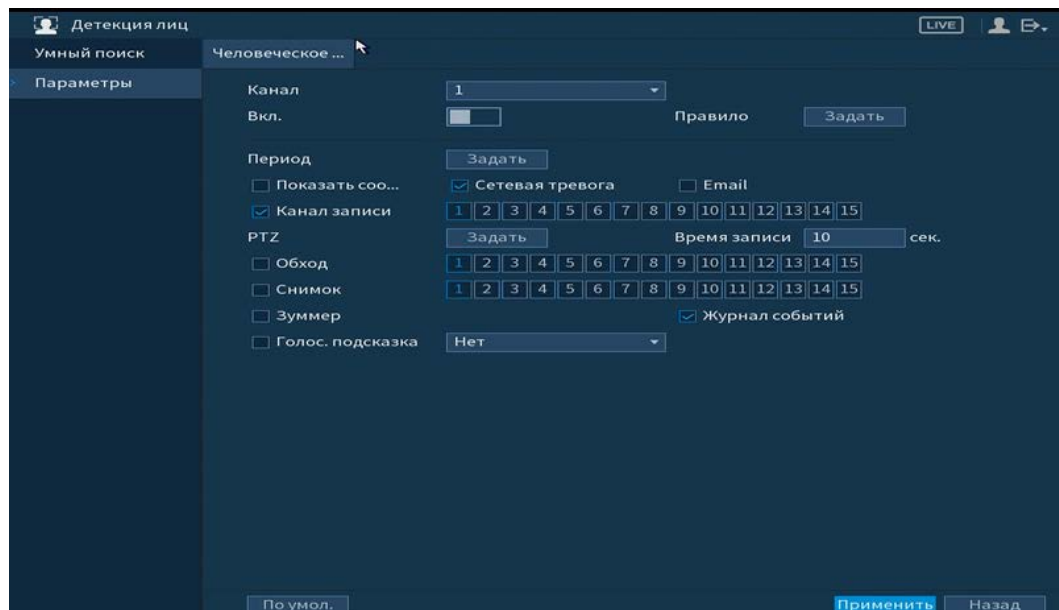 Детекция лиц LIVE
Умный поиск
Параметры
Человеческое ...
Канал 1
Вкл. Правило Задать
Период Задать
Показать соо... Сетевая тревога Email
Канал записи 1 2 3 4 5 6 7 8 9 10 11 12 13 14 15
PTZ Задать Время записи 10 сек.
Обход 1 2 3 4 5 6 7 8 9 10 11 12 13 14 15
Снимок 1 2 3 4 5 6 7 8 9 10 11 12 13 14 15
Зуммер Журнал событий
Голос. подсказка Нет
По умол. Применить Назад